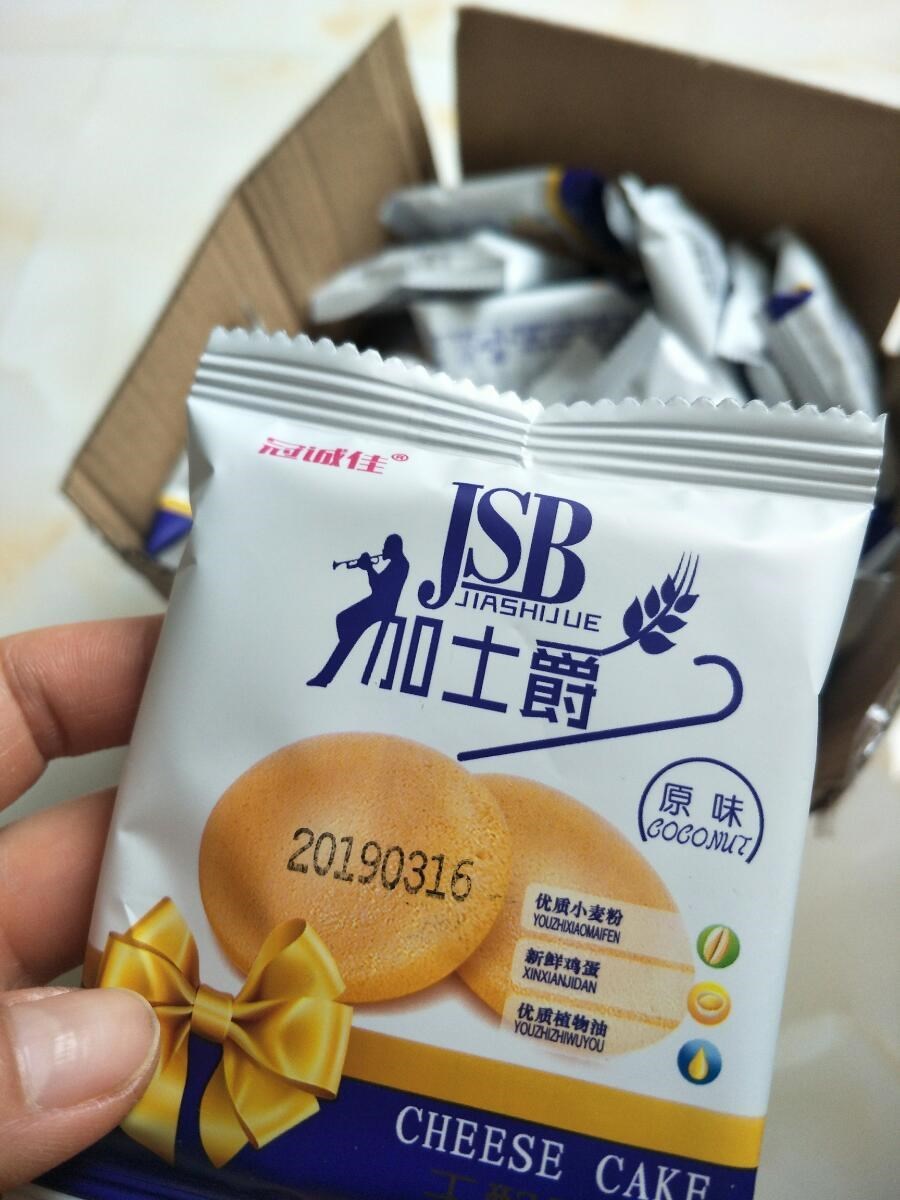 冠诚佳®
JSB
JIASHIJUE
加士爵
原味
COCONUT
20190316
优质小麦粉
YOUZHIXIAOMAIFEN
新鲜鸡蛋
XINXIANJIDAN
优质植物油
YOUZHIZHIWUYOU
CHEESE CAKE